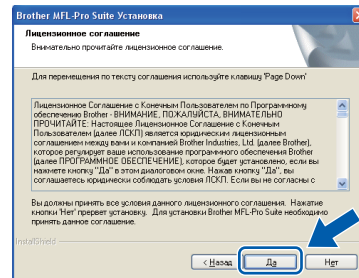 Brother MFL-Pro Suite Установка
Лицензионное соглашение
Внимательно прочитайте лицензионное соглашение.
Для перемещения по тексту соглашения используйте клавишу 'Page Down'
Лицензионное Соглашение с Конечным Пользователем по Программному
обеспечению Brother - ВНИМАНИЕ, ПОЖАЛУЙСТА, ВНИМАТЕЛЬНО
ПРОЧИТАЙТЕ: Настоящее Лицензионное Соглашение с Конечным
Пользователем (далее ЛСКП) является юридическим лицензионным
соглашением между вами и компанией Brother Industries, Ltd. (далее Brother),
которое регулирует ваше использование программного обеспечения Brother
(далее ПРОГРАММНОЕ ОБЕСПЕЧЕНИЕ), которое будет установлено, если вы
нажмете кнопку "Да" в этом диалоговом окне. Нажав кнопку "Да", вы
соглашаетесь юридически соблюдать условия ЛСКП. Если вы не согласны с
Вы должны принять все условия данного лицензионного соглашения. Нажатие
кнопки 'Нет' прервет установку. Для установки Brother MFL-Pro Suite необходимо
принять данное соглашение.
InstallShield
< Назад Да Нет